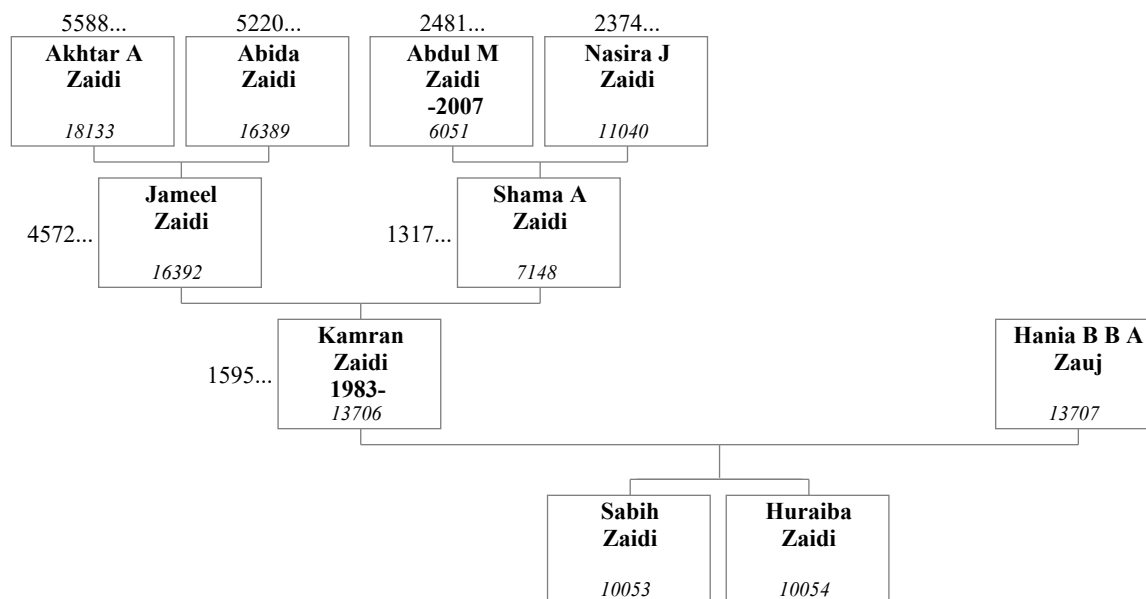 5588...
5220...
2481...
2374...
Akhtar A
Zaidi
18133
Abida
Zaidi
16389
Abdul M
Zaidi
-2007
6051
Nasira J
Zaidi
11040
4572...
Jameel
Zaidi
16392
1317...
Shama A
Zaidi
7148
1595...
Kamran
Zaidi
1983-
13706
Hania B B A
Zauj
13707
Sabih
Zaidi
10053
Huraiba
Zaidi
10054